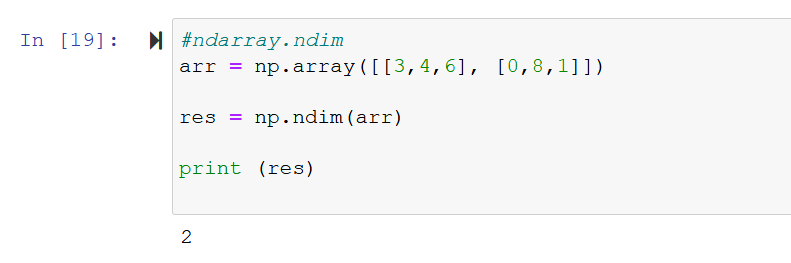 In [19]:
#ndarray.ndim
arr = np.array([[3,4,6], [0,8,1]])
res = np.ndim(arr)
print (res)
2